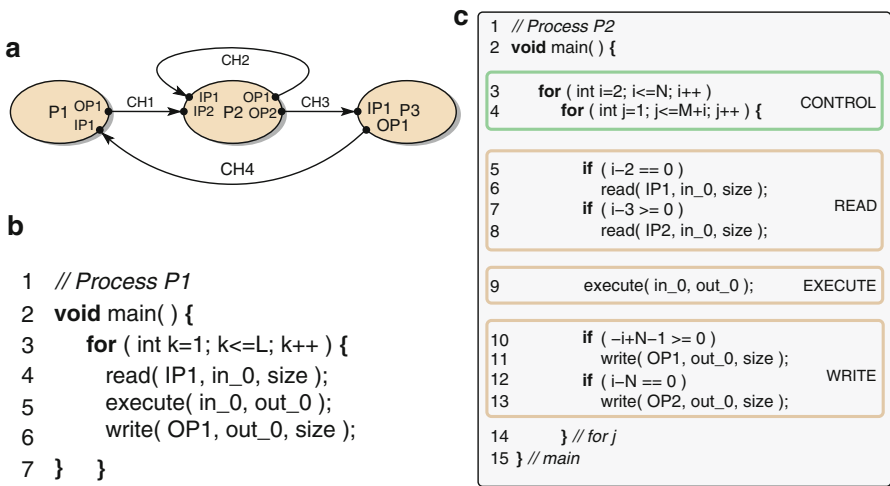 a
CH2
P1
OP1
IP1
CH1
IP1
IP2
P2
OP1
OP2
CH3
IP1
OP1
P3
CH4
b
1 // Process P1
2 void main( ) {
3 for ( int k=1; k<=L; k++ ) {
4 read( IP1, in_0, size );
5 execute( in_0, out_0 );
6 write( OP1, out_0, size );
7 } }
c
1 // Process P2
2 void main( ) {
3 for ( int i=2; i<=N; i++ )
4 for ( int j=1; j<=M+i; j++ ) {
CONTROL
5 if ( i−2 == 0 )
6 read( IP1, in_0, size );
7 if ( i−3 >= 0 )
8 read( IP2, in_0, size );
READ
9 execute( in_0, out_0 ); EXECUTE
10 if ( −i+N−1 >= 0 )
11 write( OP1, out_0, size );
12 if ( i−N == 0 )
13 write( OP2, out_0, size );
WRITE
14 } // for j
15 } // main